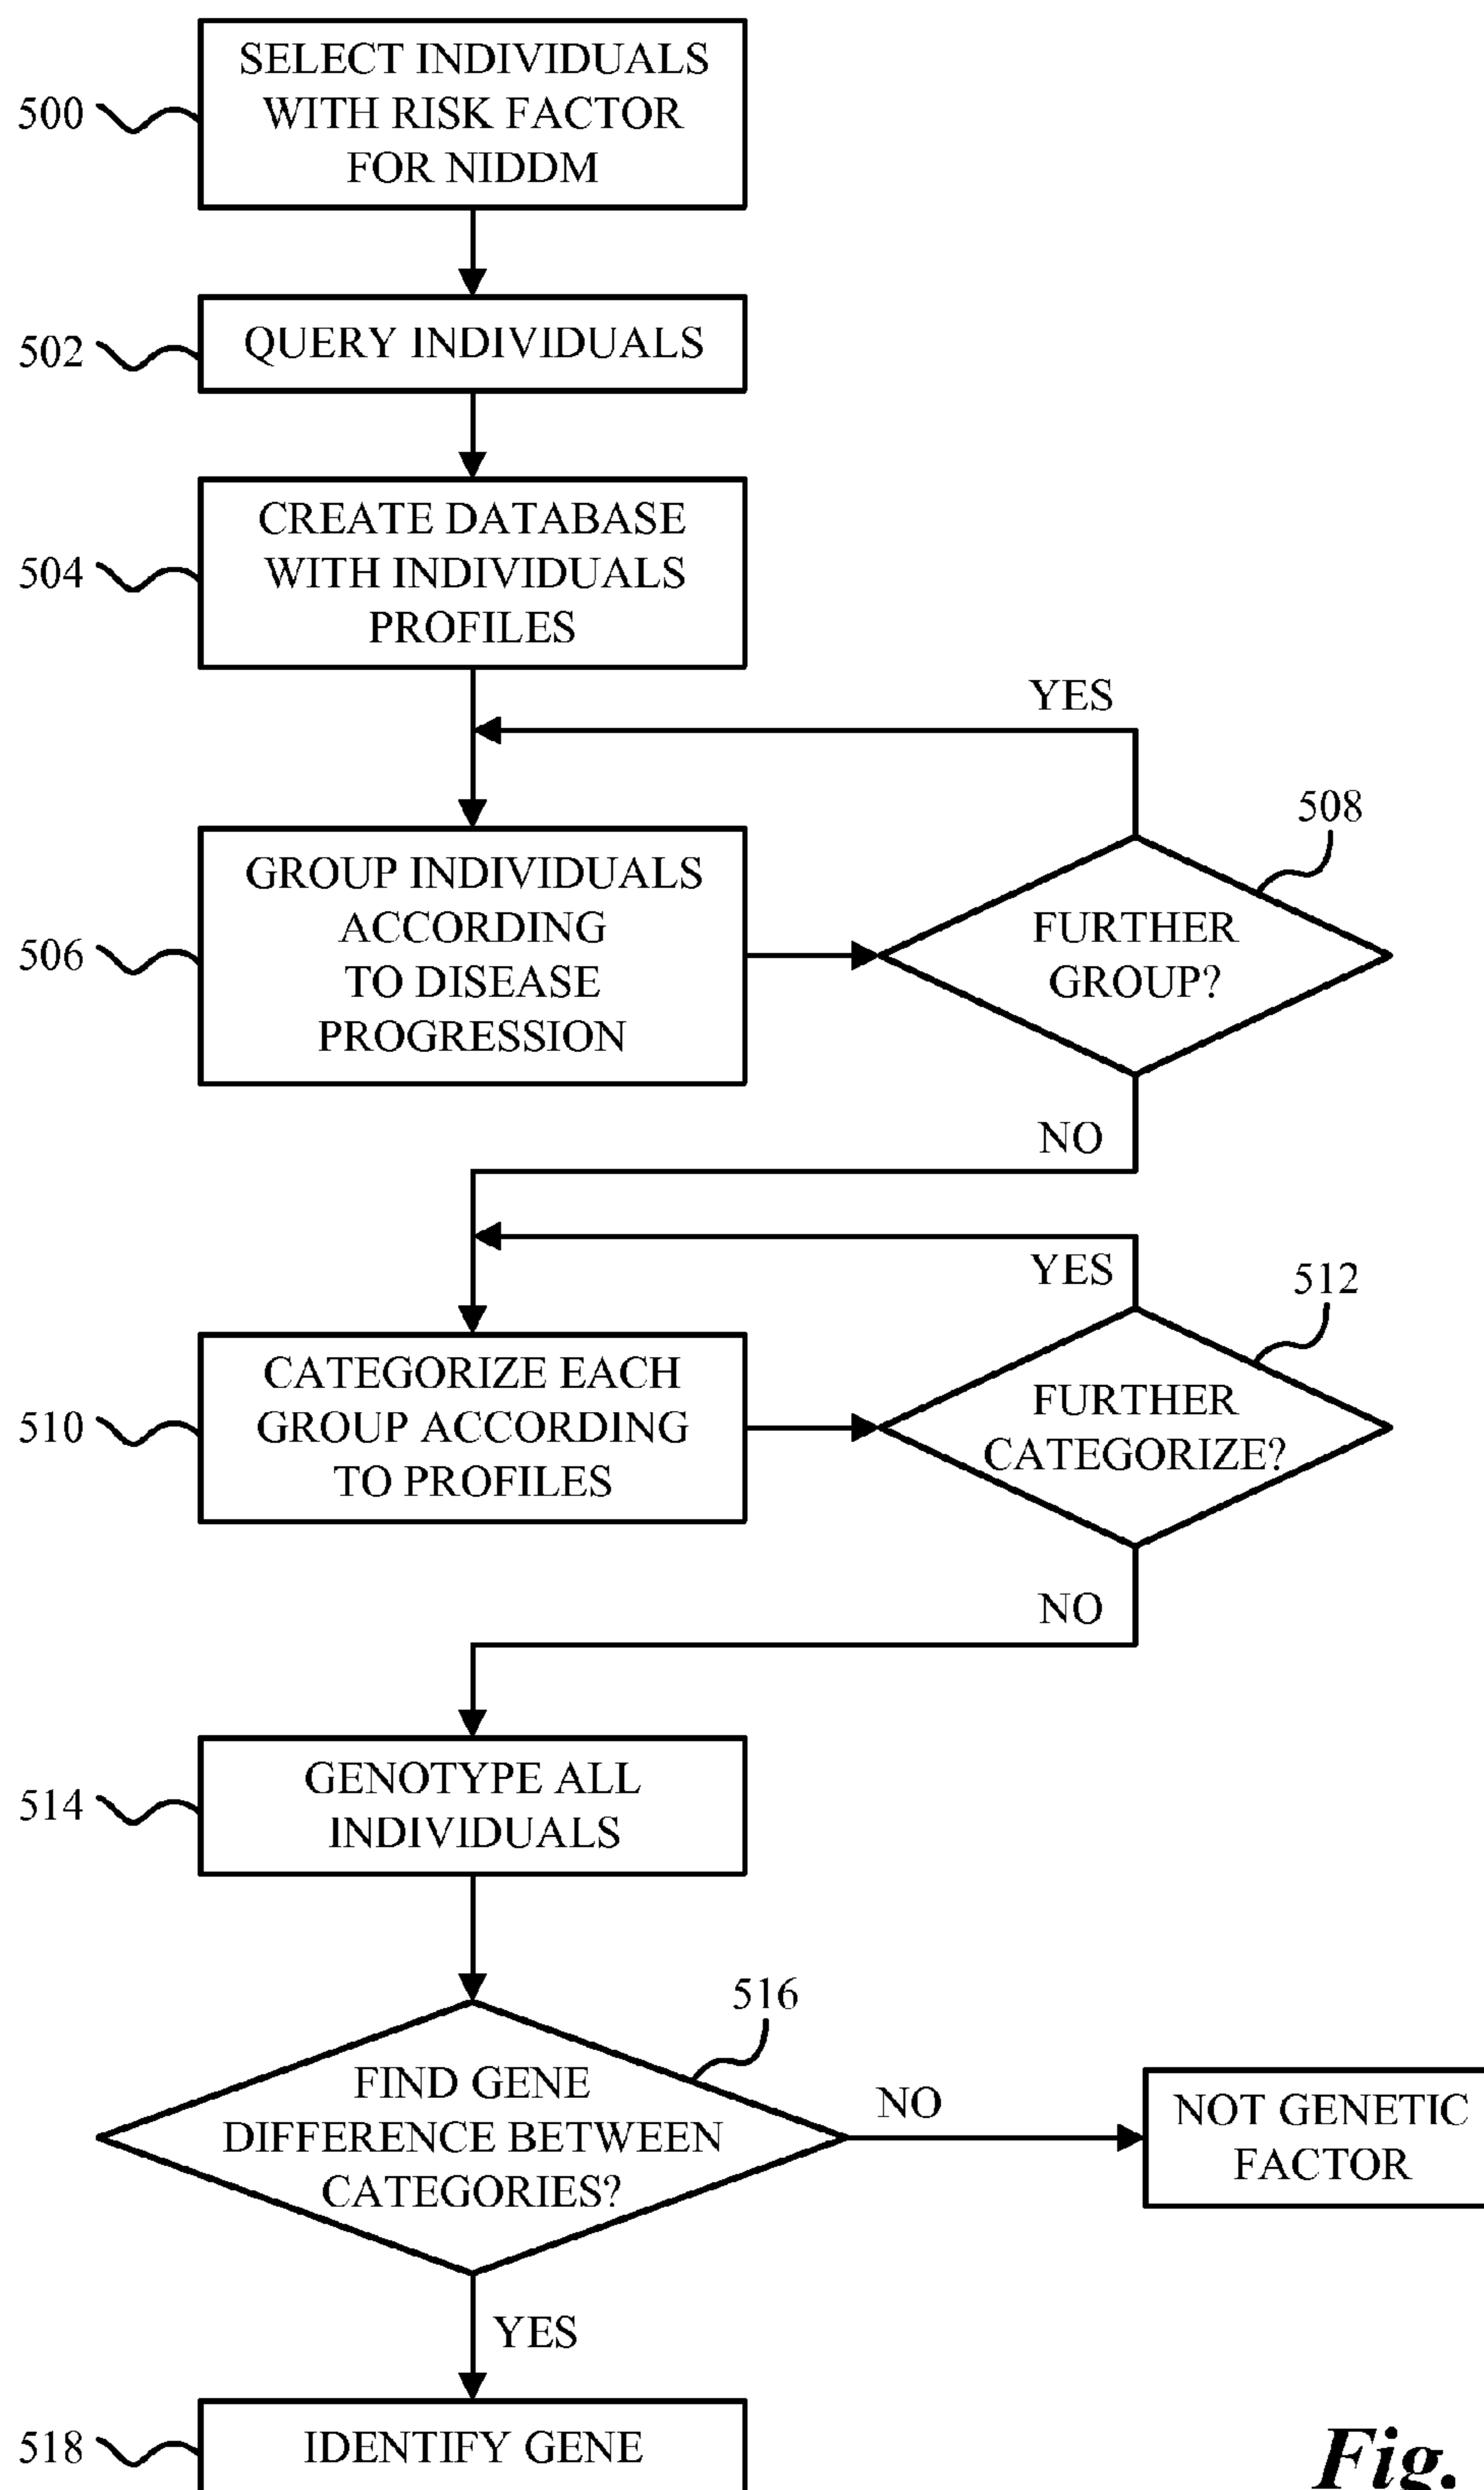 SELECT INDIVIDUALS
WITH RISK FACTOR
FOR NIDDM
500
QUERY INDIVIDUALS
502
CREATE DATABASE
WITH INDIVIDUALS
PROFILES
504
YES
508
GROUP INDIVIDUALS
ACCORDING
TO DISEASE
PROGRESSION
506
FURTHER
GROUP?
NO
YES
512
CATEGORIZE EACH
GROUP ACCORDING
TO PROFILES
510
FURTHER
CATEGORIZE?
NO
GENOTYPE ALL
INDIVIDUALS
514
516
FIND GENE
DIFFERENCE BETWEEN
CATEGORIES?
NO
NOT GENETIC
FACTOR
YES
518
IDENTIFY GENE
Fig.